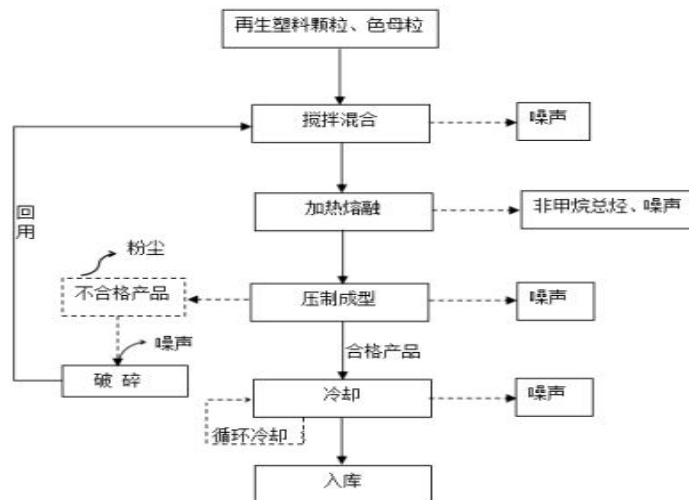 再生塑料颗粒、色母粒
搅拌混合
噪声
回用
加热熔融
非甲烷总烃、噪声
粉尘
不合格产品
压制成型
噪声
噪声
合格产品
破 碎
冷却
噪声
循环冷却
入库